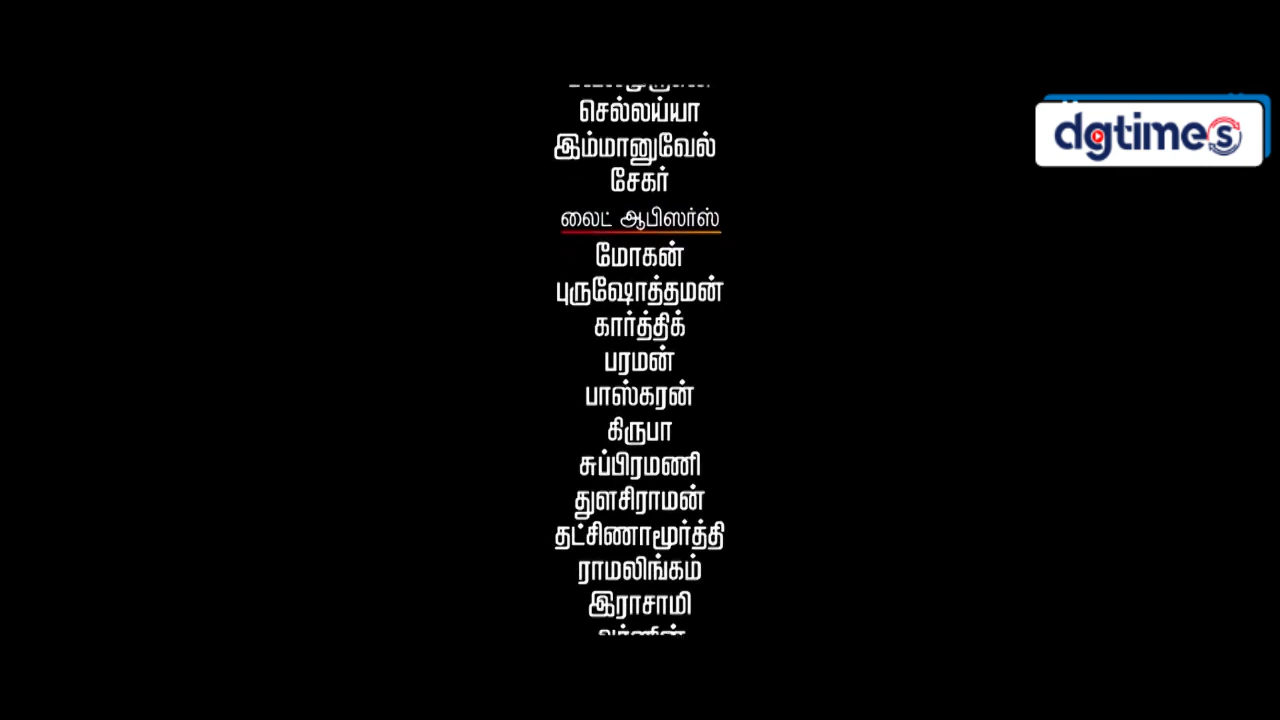 செல்லய்யா
இம்மானுவேல்
சேகர்
லைட் ஆபிஸர்ஸ்
மோகன்
புருஷோத்தமன்
கார்த்திக்
பரமன்
பாஸ்கரன்
கிருபா
சுப்பிரமணி
துளசிராமன்
தட்சிணாமூர்த்தி
ராமலிங்கம்
இராசாமி
dgtimes